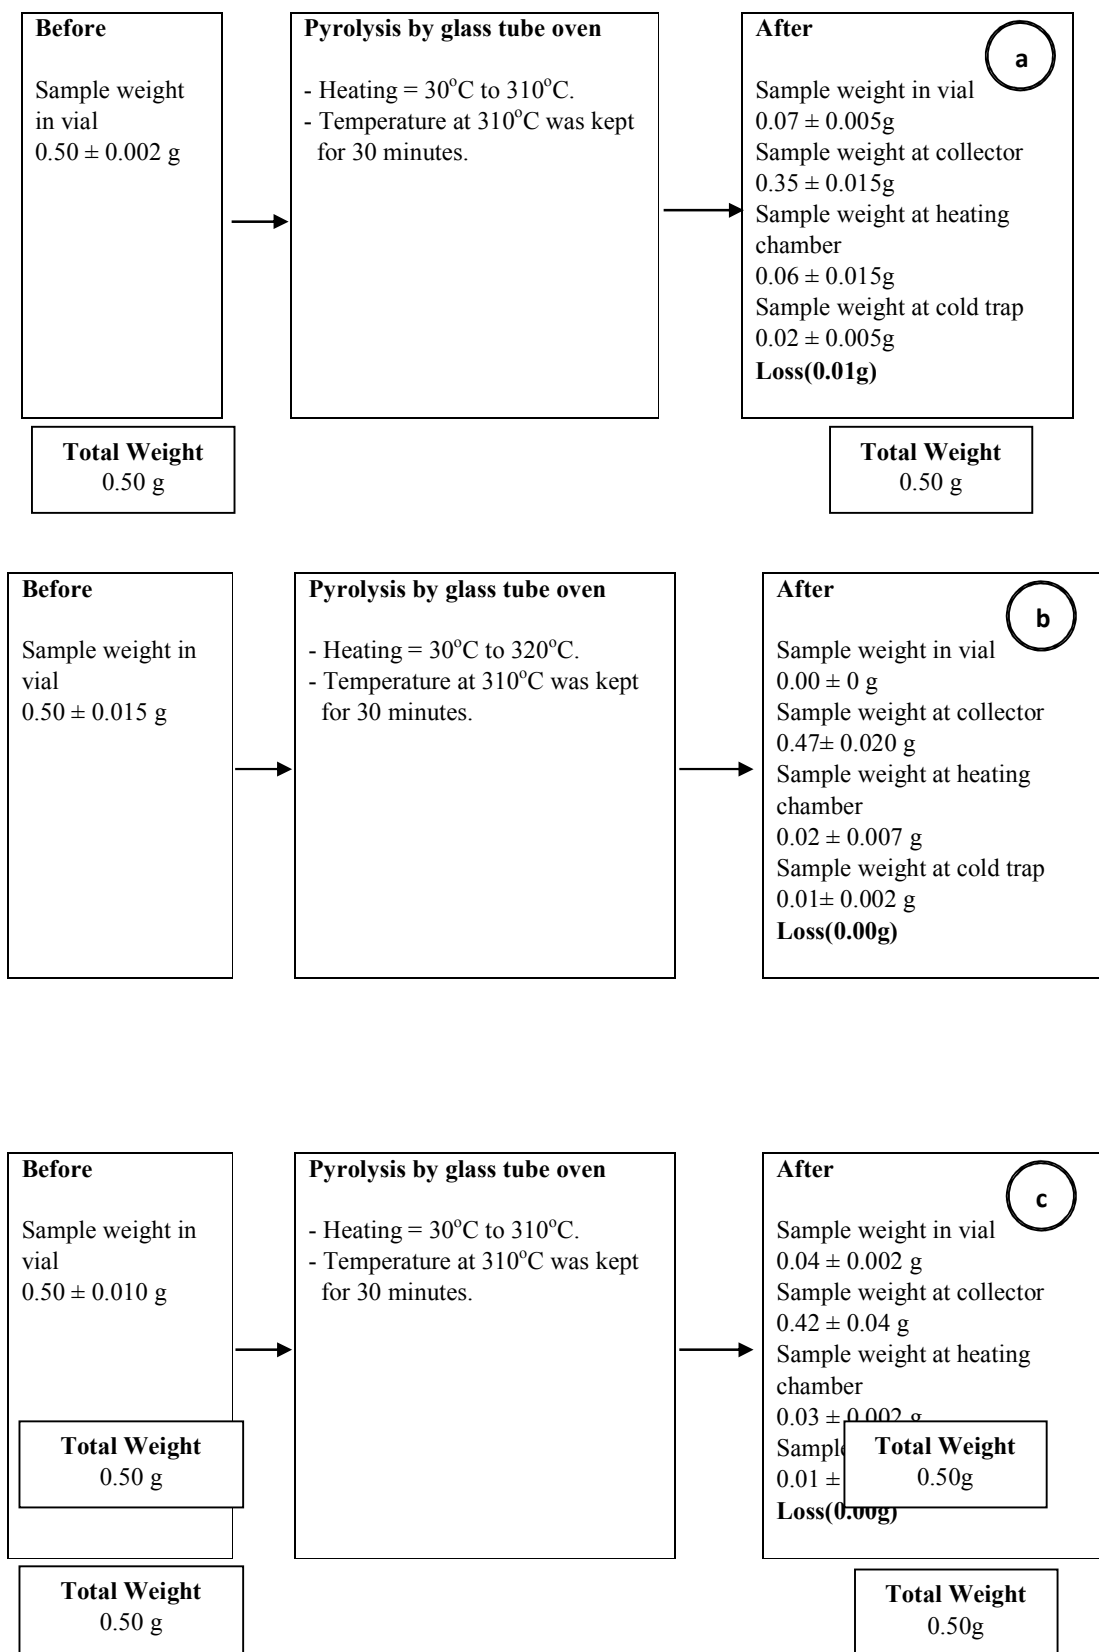 Before
Sample weight
in vial
0.50 ± 0.002 g
Pyrolysis by glass tube oven
- Heating = 30°C to 310°C.
- Temperature at 310°C was kept
for 30 minutes.
After
a
Sample weight in vial
0.07 ± 0.005g
Sample weight at collector
0.35 ± 0.015g
Sample weight at heating
chamber
0.06 ± 0.015g
Sample weight at cold trap
0.02 ± 0.005g
Loss(0.01g)
Total Weight
0.50 g
Total Weight
0.50 g
Before
Sample weight in
vial
0.50 ± 0.015 g
Pyrolysis by glass tube oven
- Heating = 30°C to 320°C.
- Temperature at 310°C was kept
for 30 minutes.
After
b
Sample weight in vial
0.00 ± 0 g
Sample weight at collector
0.47± 0.020 g
Sample weight at heating
chamber
0.02 ± 0.007 g
Sample weight at cold trap
0.01± 0.002 g
Loss(0.00g)
Before
Sample weight in
vial
0.50 ± 0.010 g
Pyrolysis by glass tube oven
- Heating = 30°C to 310°C.
- Temperature at 310°C was kept
for 30 minutes.
After
c
Sample weight in vial
0.04 ± 0.002 g
Sample weight at collector
0.42 ± 0.04 g
Sample weight at heating
chamber
0.03 ± 0.002 g
Sample
0.01 ±
Loss(0.00g)
Total Weight
0.50 g
Total Weight
0.50g
Total Weight
0.50 g
Total Weight
0.50g